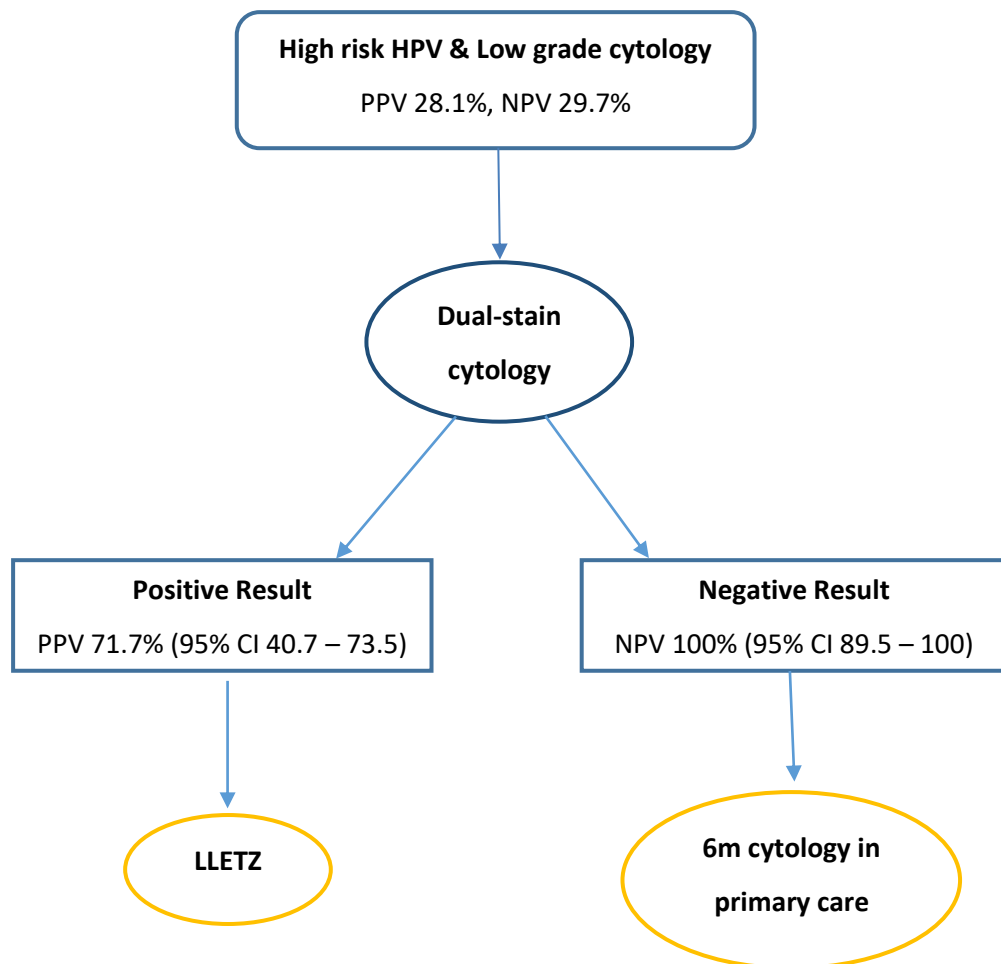 High risk HPV & Low grade cytology
PPV 28.1%, NPV 29.7%
Dual-stain
cytology
Positive Result
PPV 71.7% (95% CI 40.7 – 73.5)
Negative Result
NPV 100% (95% CI 89.5 – 100)
LLETZ
6m cytology in
primary care